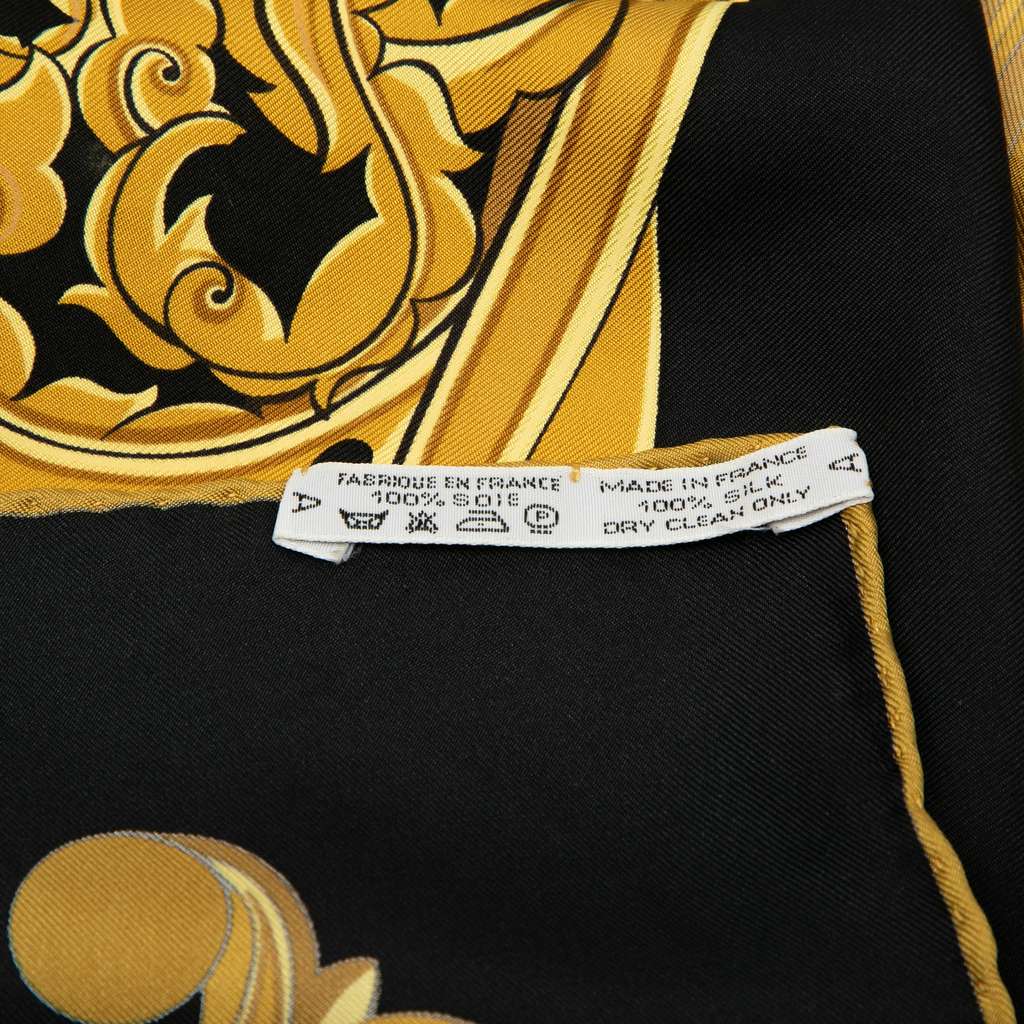 A
FABRIQUE EN FRANCE
100% SOIE
P
MADE IN FRANCE
100% SILK
DRY CLEAN ONLY
A